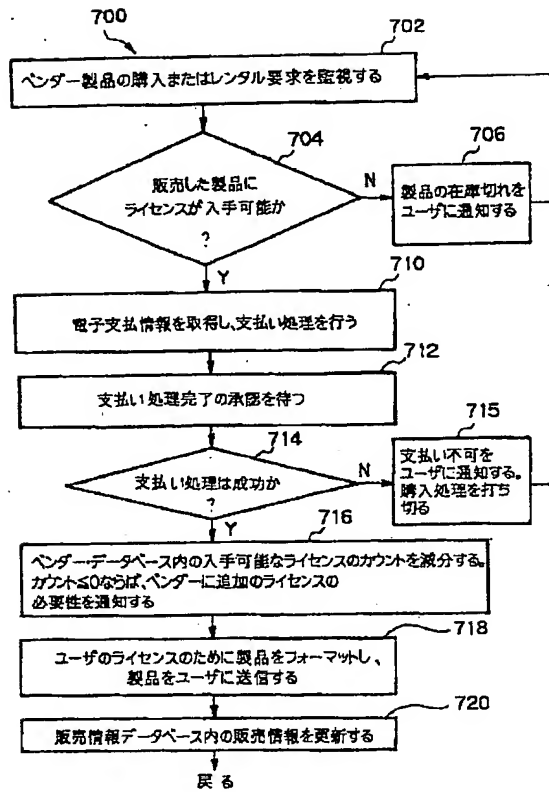 700
702
ベンダー製品の購入またはレンタル要求を監視する
704
販売した製品に
ライセンスが入手可能か
?
N
Y
706
製品の在庫切れを
ユーザに通知する
710
電子支払情報を取得し、支払い処理を行う
712
支払い処理完了の承認を待つ
714
支払い処理は成功か
?
N
Y
715
支払い不可を
ユーザに通知する。
購入処理を打ち
切る
716
ベンダー・データベース内の入手可能なライセンスのカウントを減分する。
カウント≤0ならば、ベンダーに追加のライセンスの
必要性を通知する
718
ユーザのライセンスのために製品をフォーマットし、
製品をユーザに送信する
720
販売情報データベース内の販売情報を更新する
戻る